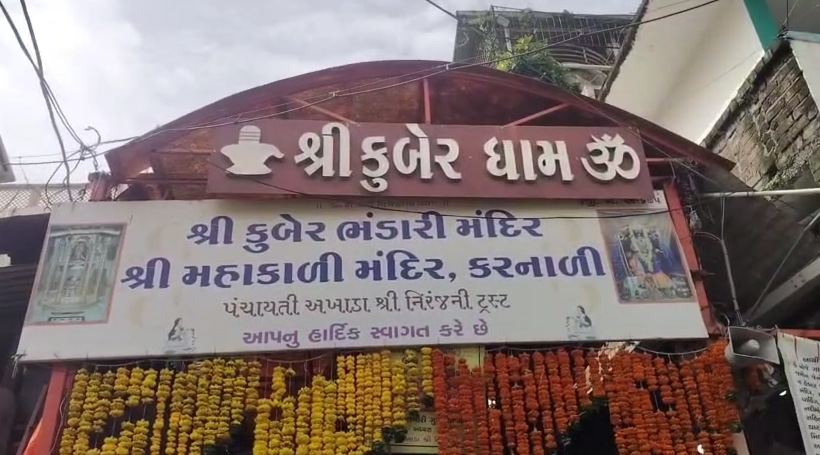 શ્રી કુબેર ધામ ૐ
શ્રી કુબેર ભંડારી મંદિર
શ્રી મહાકાળી મંદિર, કરનાળી
પંચાયતી અખાડા શ્રી નિરંજની ટ્રસ્ટ
આપનુ હાર્દિક સ્વાગત કરે છે